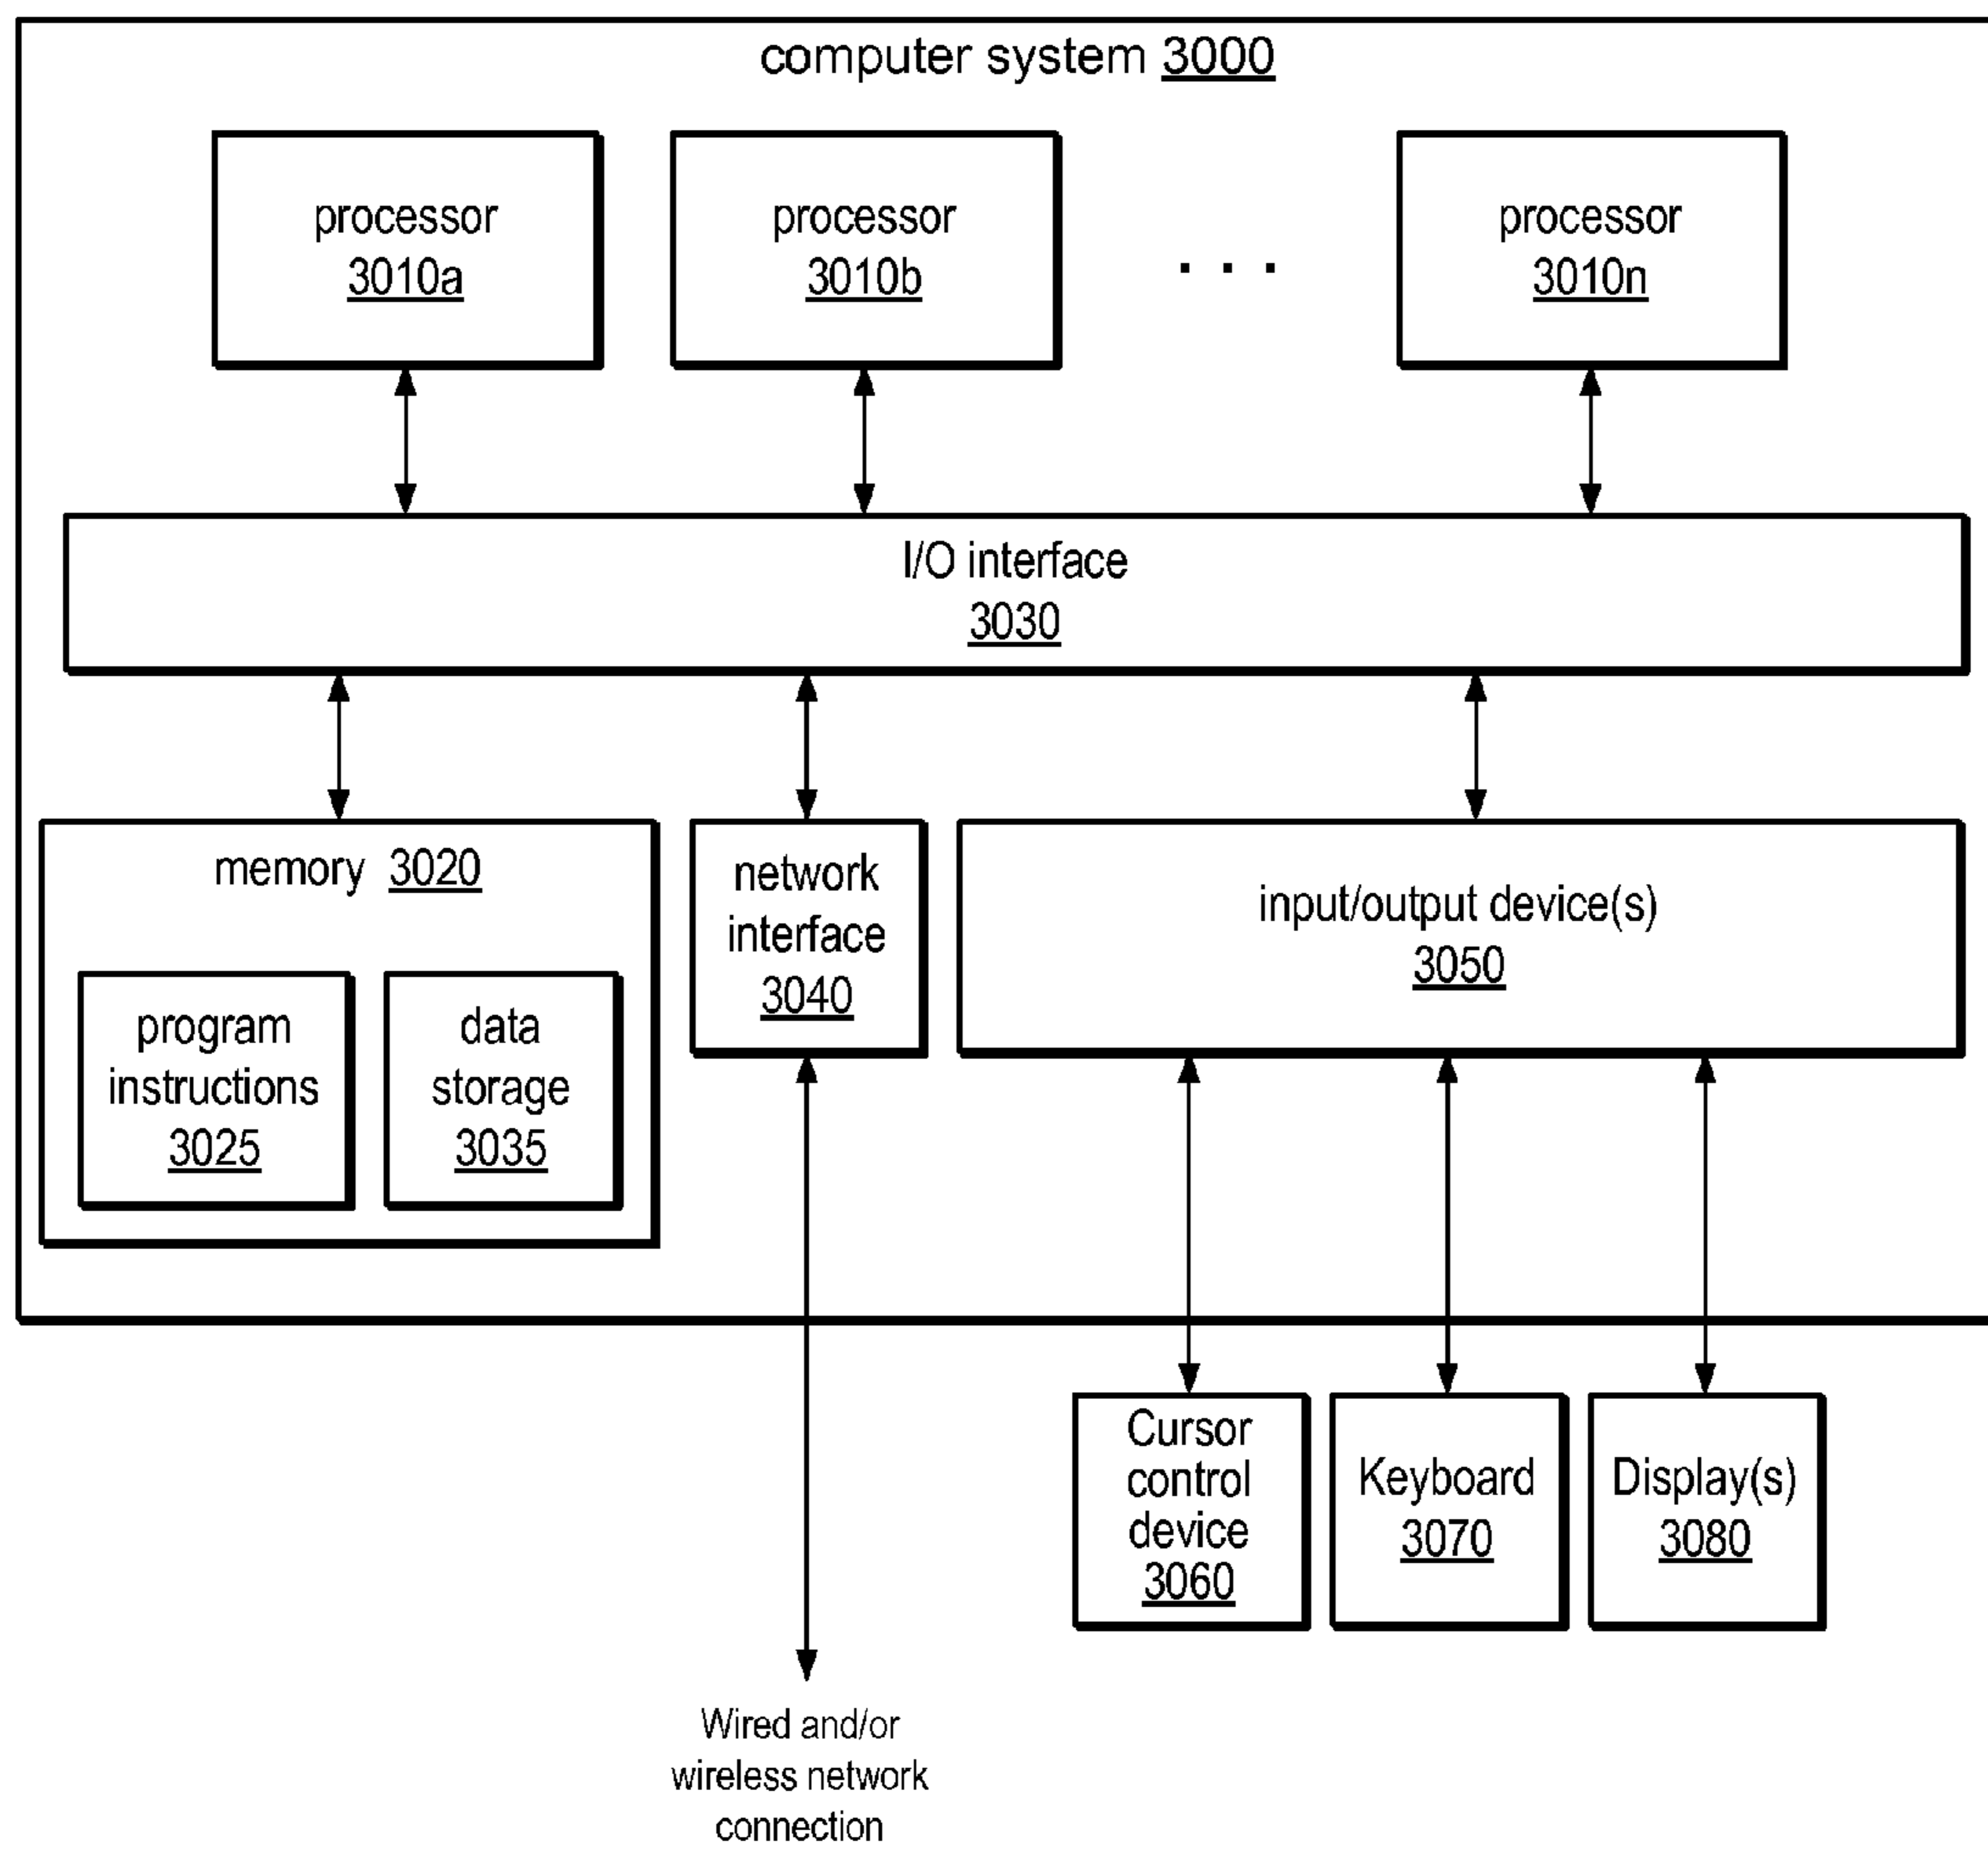 computer system 3000
processor
3010a
processor
3010b
. . .
processor
3010n
I/O interface
3030
memory 3020
program
instructions
3025
data
storage
3035
network
interface
3040
input/output device(s)
3050
Cursor
control
device
3060
Keyboard
3070
Display(s)
3080
Wired and/or
wireless network
connection